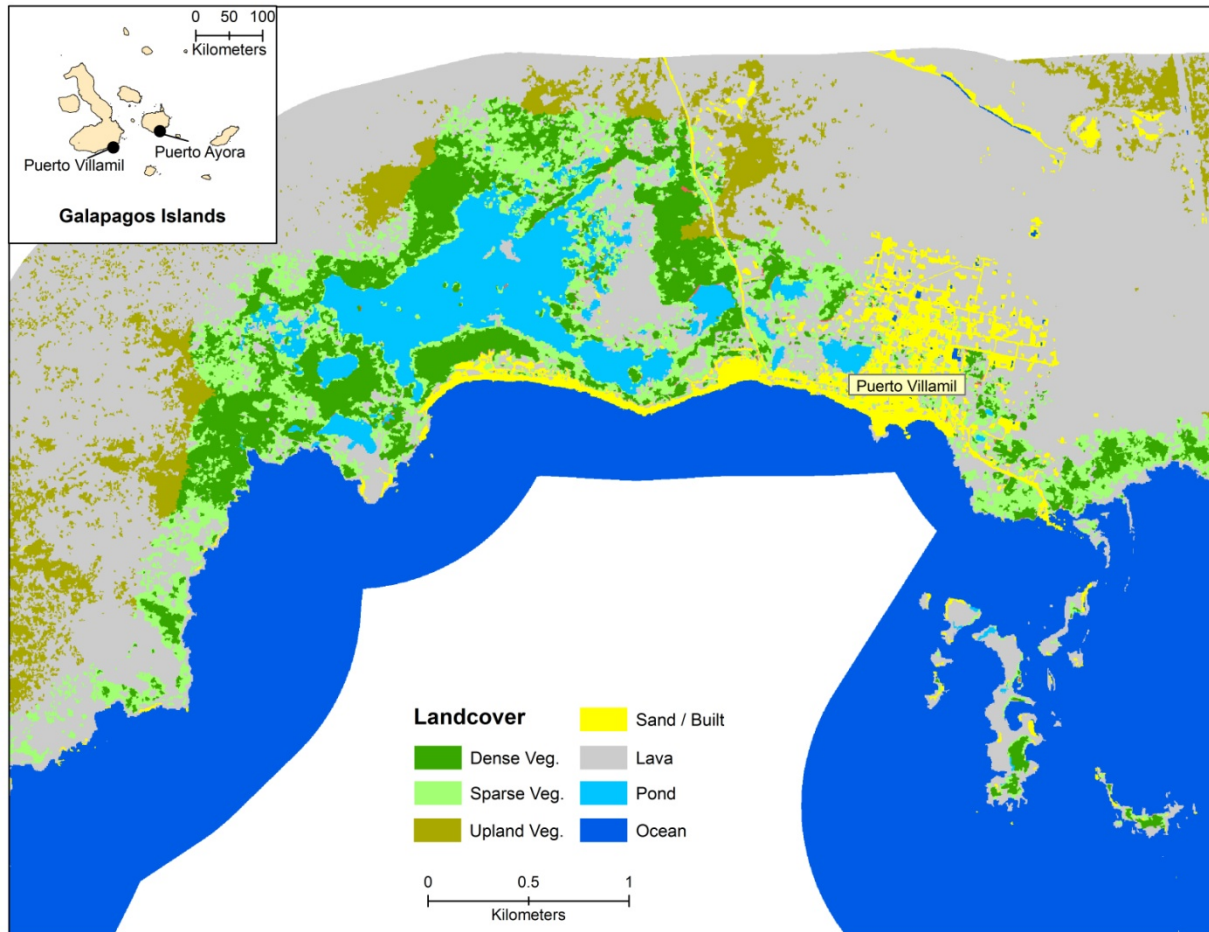 0 50 100
Kilometers
Puerto Villamil
Puerto Ayora
Galapagos Islands
Puerto Villamil
Landcover
Dense Veg.
Sparse Veg.
Upland Veg.
Sand / Built
Lava
Pond
Ocean
0 0.5 1
Kilometers